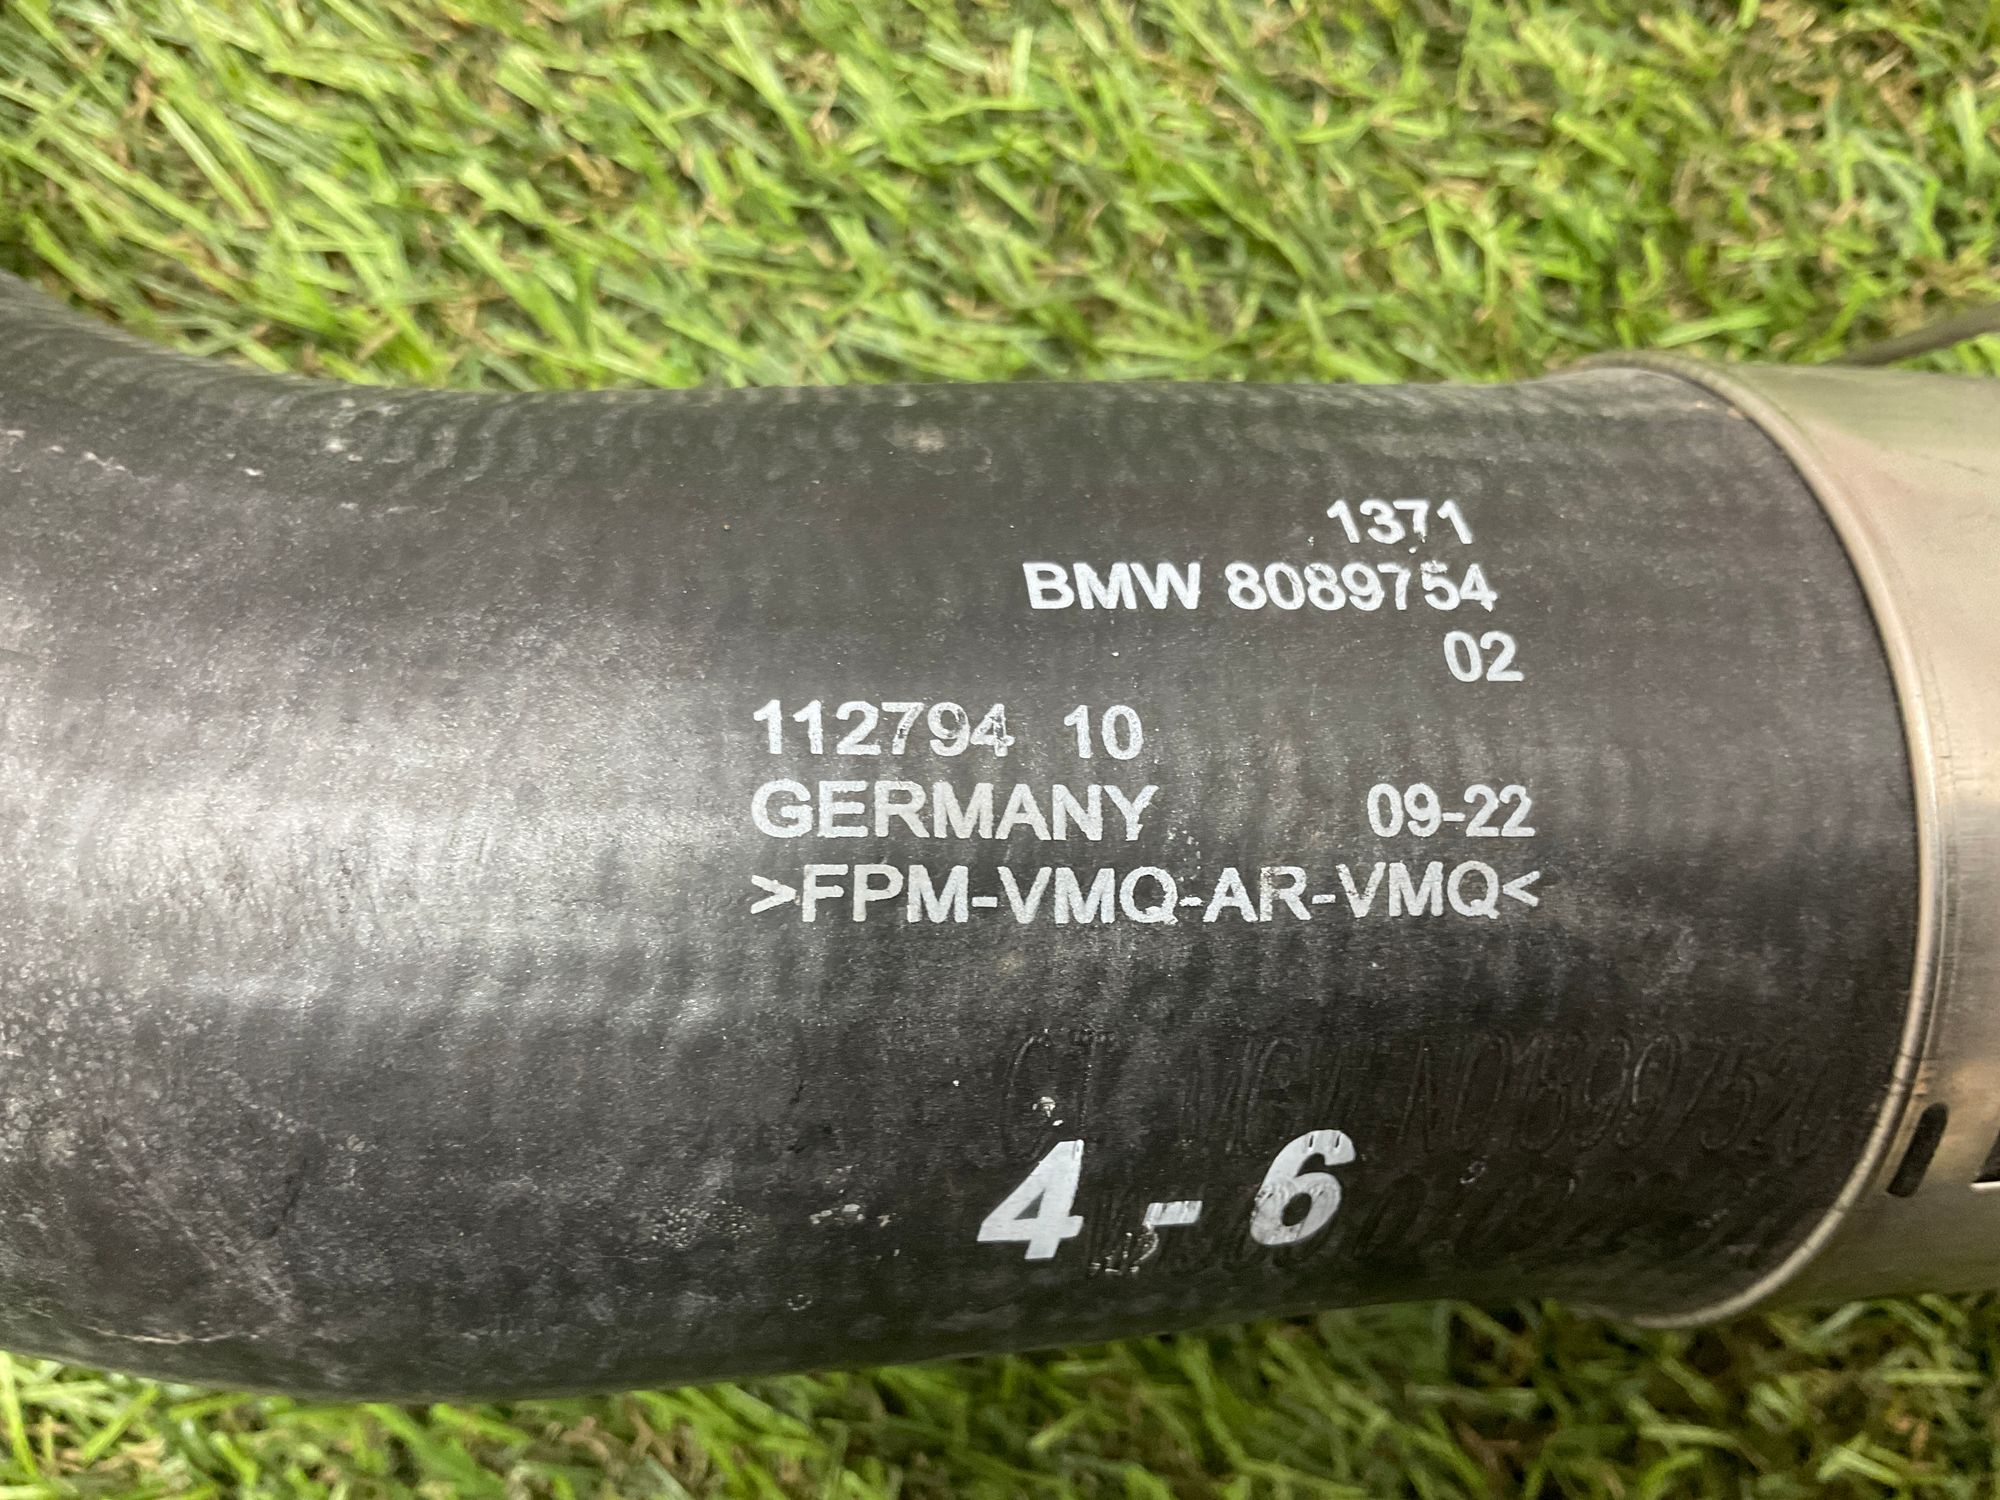 1371
BMW 8089754
02
112794 10
GERMANY 09-22
>FPM-VMQ-AR-VMQ<
4 - 6